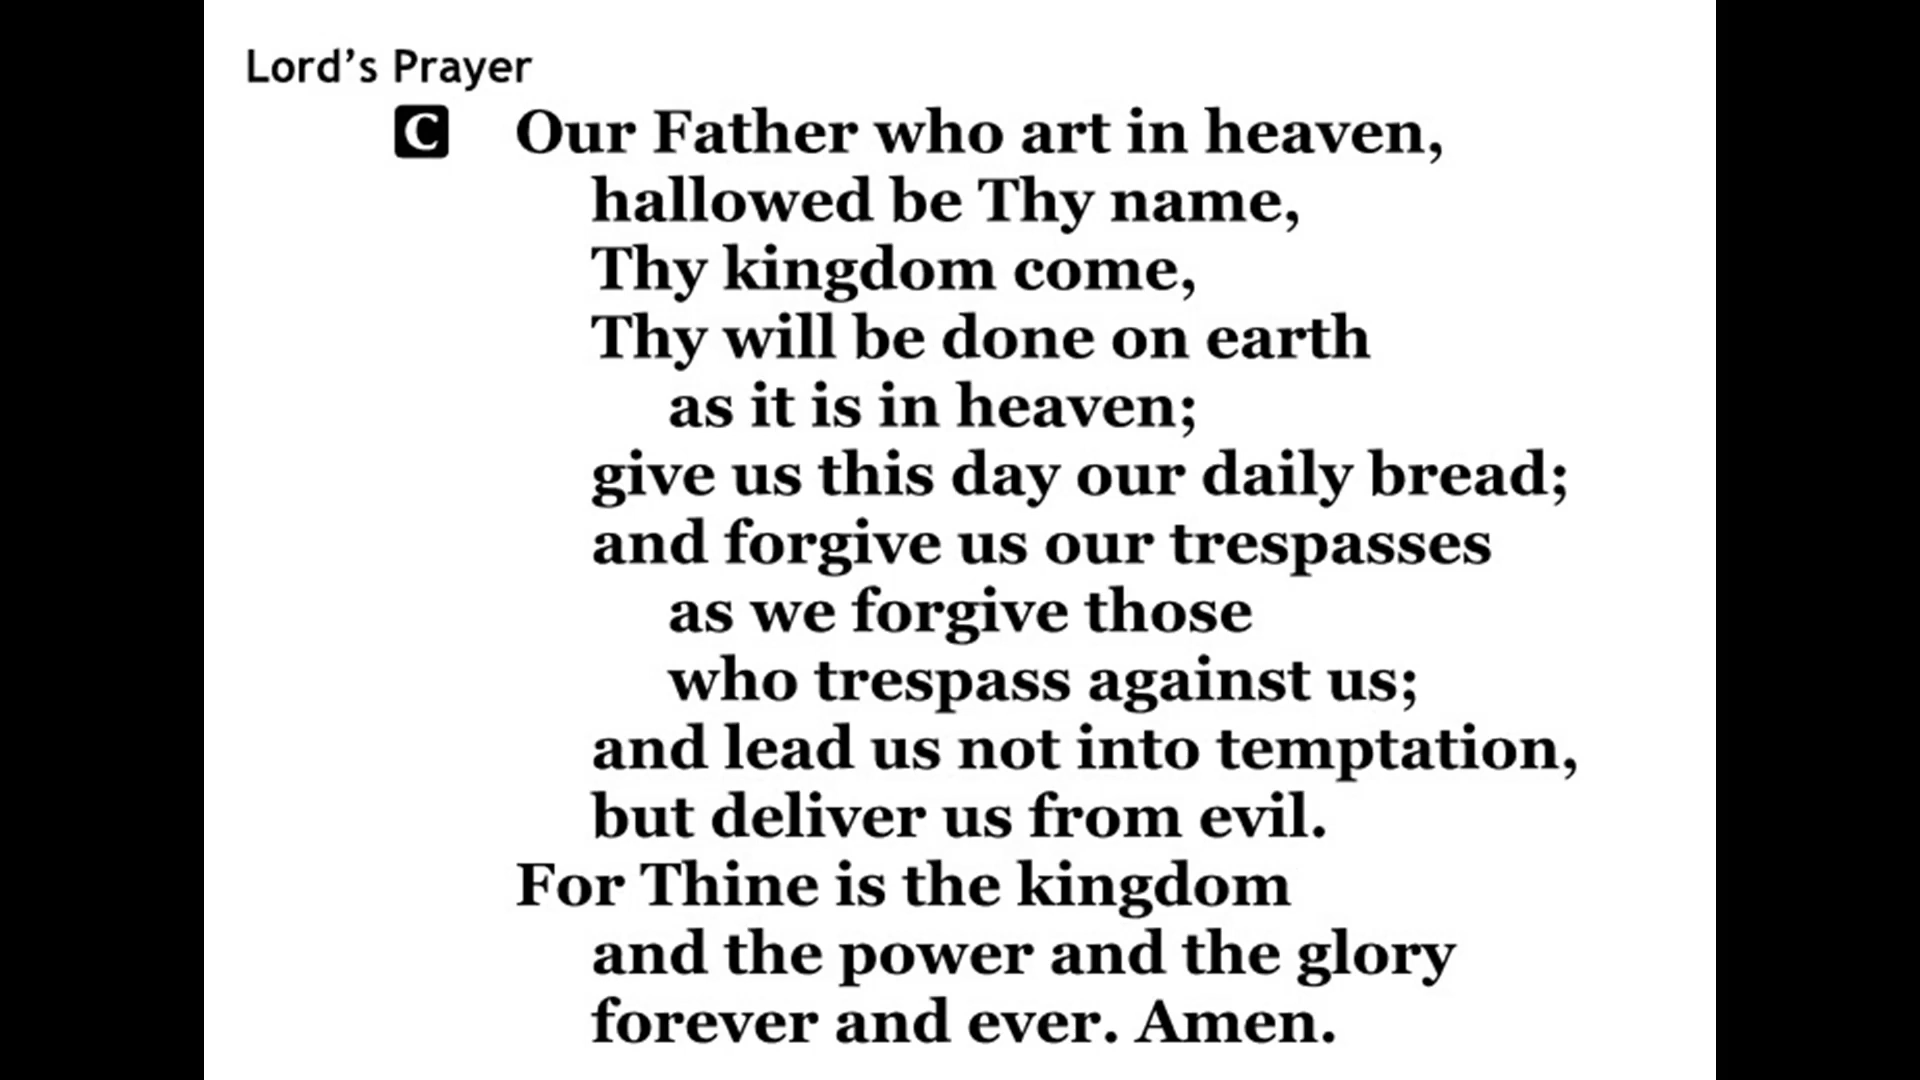 Lord’s Prayer
C Our Father who art in heaven,
hallowed be Thy name,
Thy kingdom come,
Thy will be done on earth
as it is in heaven;
give us this day our daily bread;
and forgive us our trespasses
as we forgive those
who trespass against us;
and lead us not into temptation,
but deliver us from evil.
For Thine is the kingdom
and the power and the glory
forever and ever. Amen.